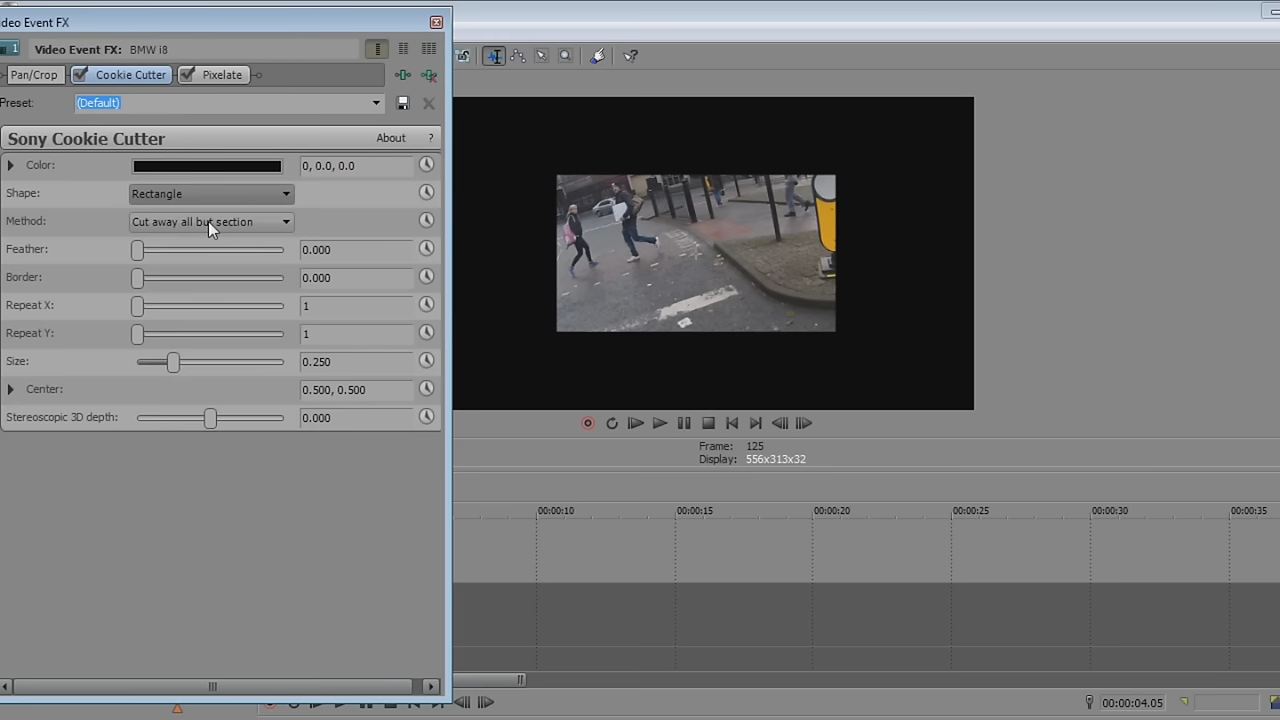 ideo Event FX
1 Video Event FX: BMW i8
Pan/Crop Cookie Cutter Pixelate
Preset: (Default)
Sony Cookie Cutter About ?
Color: 0, 0.0, 0.0
Shape: Rectangle
Method: Cut away all but section
Feather: 0.000
Border: 0.000
Repeat X: 1
Repeat Y: 1
Size: 0.250
Center: 0.500, 0.500
Stereoscopic 3D depth: 0.000
Frame: 125
Display: 556x313x32
00:00:10 00:00:15 00:00:20 00:00:25 00:00:30 00:00:35
00:00:04.05